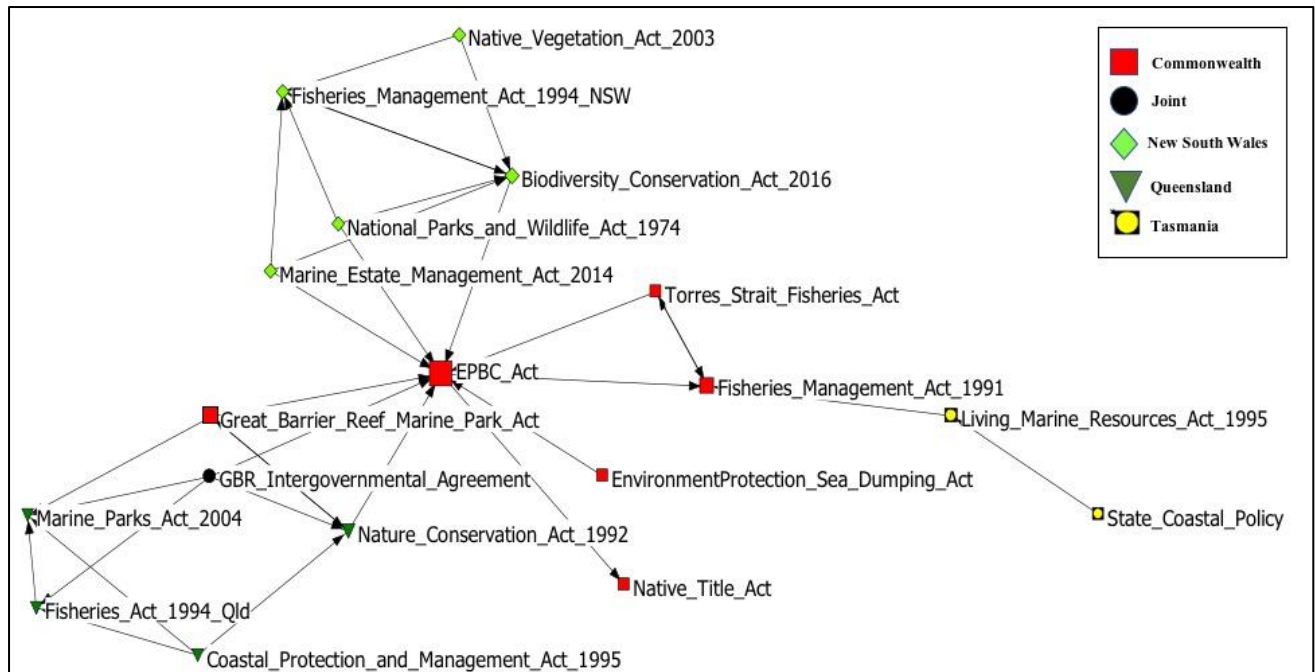 Native_Vegetation_Act_2003
Fisheries_Management_Act_1994_NSW
Biodiversity_Conservation_Act_2016
National_Parks_and_Wildlife_Act_1974
Marine_Estate_Management_Act_2014
Torres_Strait_Fisheries_Act
EPBC_Act
Fisheries_Management_Act_1991
Great_Barrier_Reef_Marine_Park_Act
Living_Marine_Resources_Act_1995
GBR_Intergovernmental_Agreement
EnvironmentProtection_Sea_Dumping_Act
Marine_Parks_Act_2004
State_Coastal_Policy
Nature_Conservation_Act_1992
Native_Title_Act
Fisheries_Act_1994_Qld
Coastal_Protection_and_Management_Act_1995
Commonwealth
Joint
New South Wales
Queensland
Tasmania